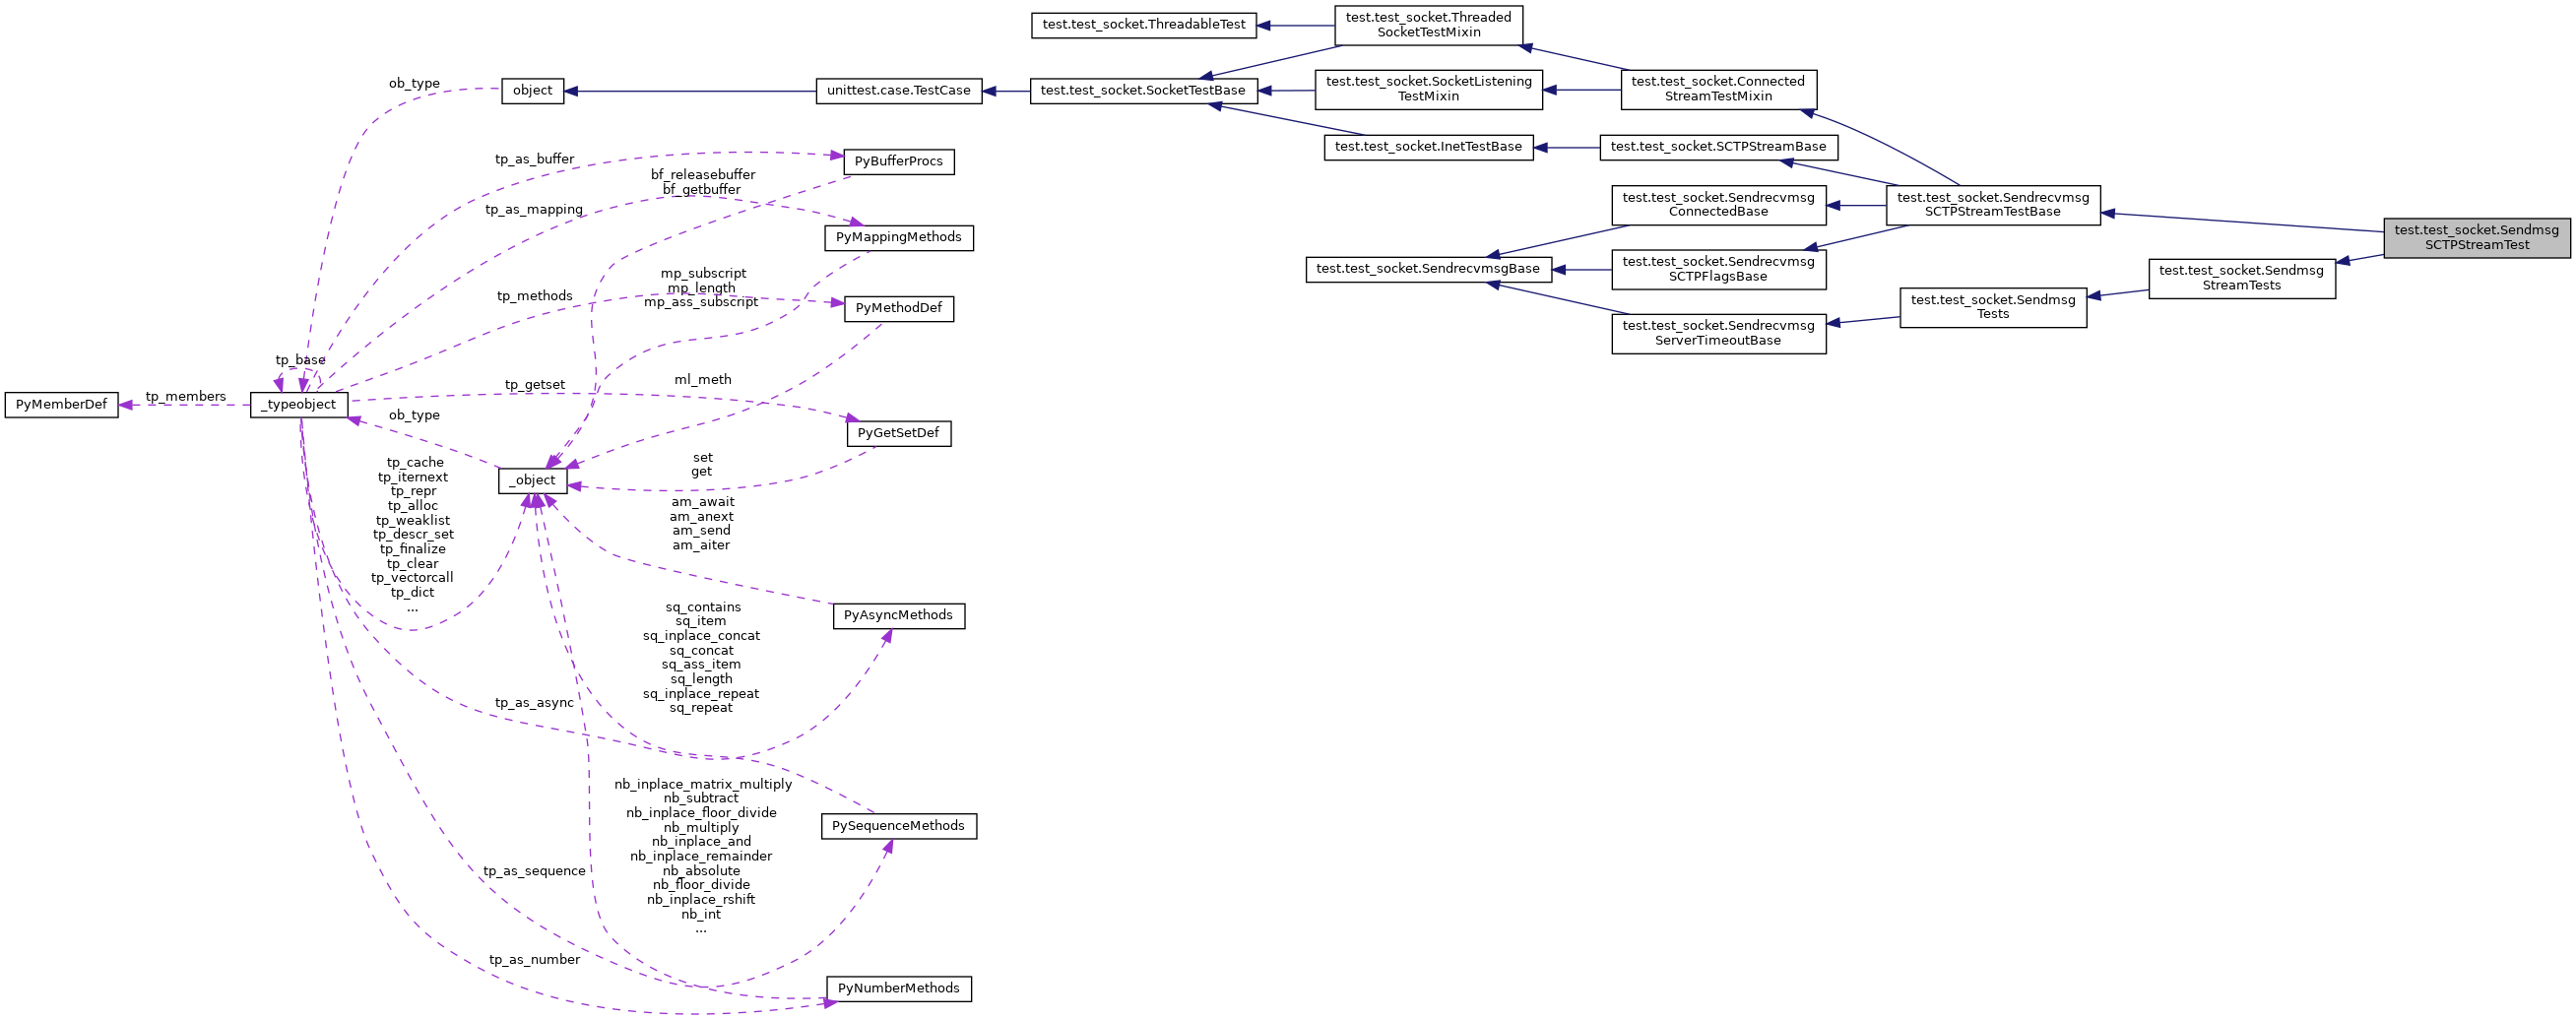 test.test_socket.ThreadableTest
test.test_socket.Threaded
SocketTestMixin
ob_type
object
unittest.case.TestCase
test.test_socket.SocketTestBase
test.test_socket.SocketListening
TestMixin
test.test_socket.Connected
StreamTestMixin
tp_as_buffer
PyBufferProcs
test.test_socket.InetTestBase
test.test_socket.SCTPStreamBase
bf_releasebuffer
bf_getbuffer
tp_as_mapping
PyMappingMethods
test.test_socket.Sendrecvmsg
ConnectedBase
test.test_socket.Sendrecvmsg
SCTPStreamTestBase
test.test_socket.Sendmsg
SCTPStreamTest
test.test_socket.SendrecvmsgBase
test.test_socket.Sendrecvmsg
SCTPFlagsBase
test.test_socket.Sendmsg
StreamTests
mp_subscript
mp_length
mp_ass_subscript
tp_methods
PyMethodDef
test.test_socket.Sendrecvmsg
ServerTimeoutBase
test.test_socket.Sendmsg
Tests
tp_base
PyMemberDef
tp_members
_typeobject
tp_getset
ml_meth
ob_type
PyGetSetDef
set
get
_object
tp_cache
tp_iternext
tp_repr
tp_alloc
tp_weaklist
tp_descr_set
tp_finalize
tp_clear
tp_vectorcall
tp_dict
...
am_await
am_anext
am_send
am_aiter
PyAsyncMethods
sq_contains
sq_item
sq_inplace_concat
sq_concat
sq_ass_item
sq_length
sq_inplace_repeat
sq_repeat
tp_as_async
PySequenceMethods
nb_inplace_matrix_multiply
nb_subtract
nb_inplace_floor_divide
nb_multiply
nb_inplace_and
nb_inplace_remainder
nb_absolute
nb_floor_divide
nb_inplace_rshift
nb_int
...
tp_as_sequence
tp_as_number
PyNumberMethods